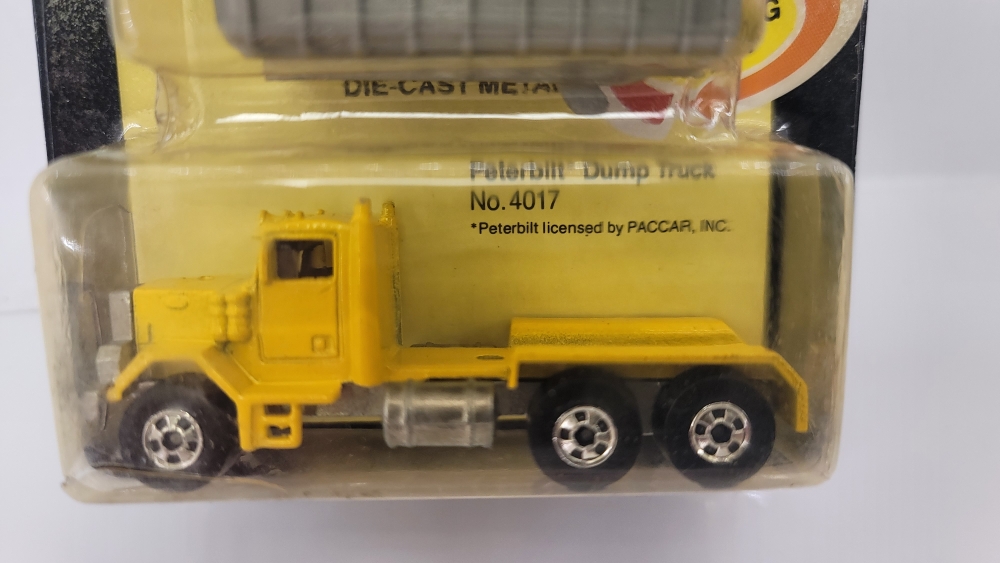 G
DIE-CAST METAL
Peterbilt Dump Truck
No. 4017
*Peterbilt licensed by PACCAR, INC.